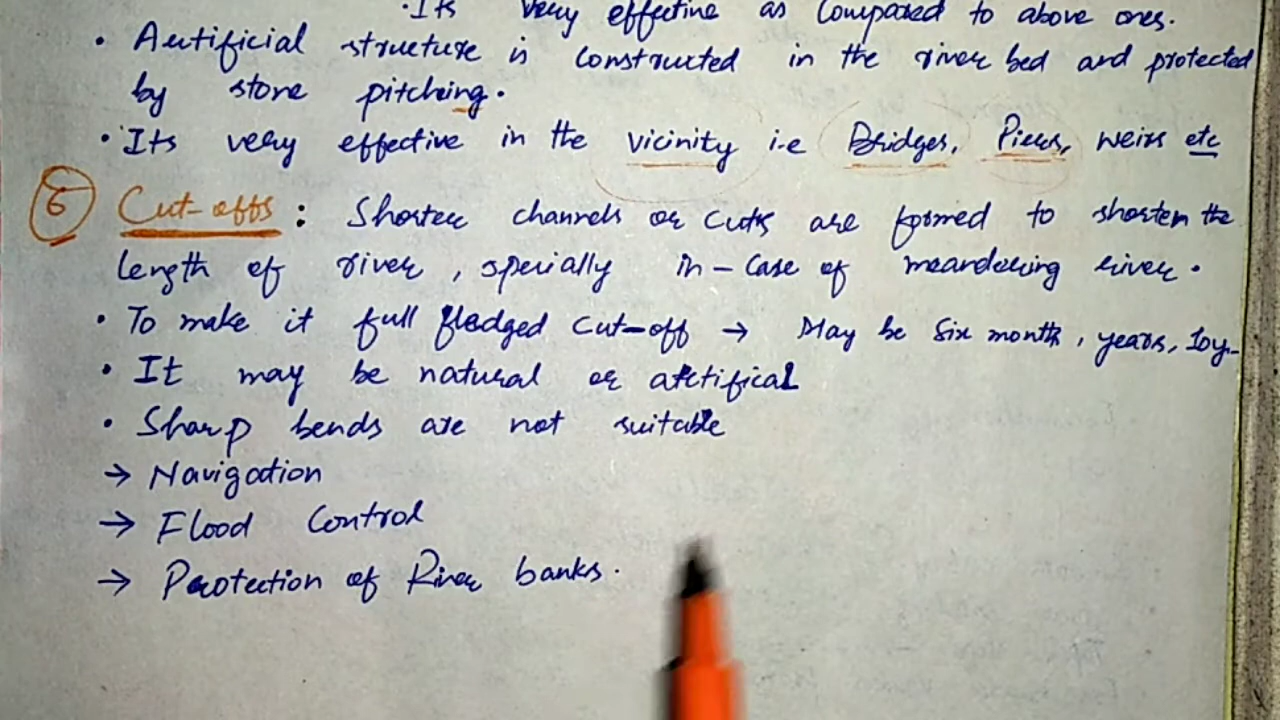 ·Its very effective as Compared to above ones.
• Artificial structure is constructed in the river bed and protected
by stone pitching.
• Its very effective in the vicinity i.e Bridges, Piers, weirs etc
6 Cut-offs : Shorter channels or cuts are formed to shorten the
length of river, spcially in-case of meandering river.
• To make it full fledged cut-off → May be six month, years, 10y-
• It may be natural or artifical
• Sharp bends are not suitable
→ Navigation
→ Flood Control
→ Protection of River banks.